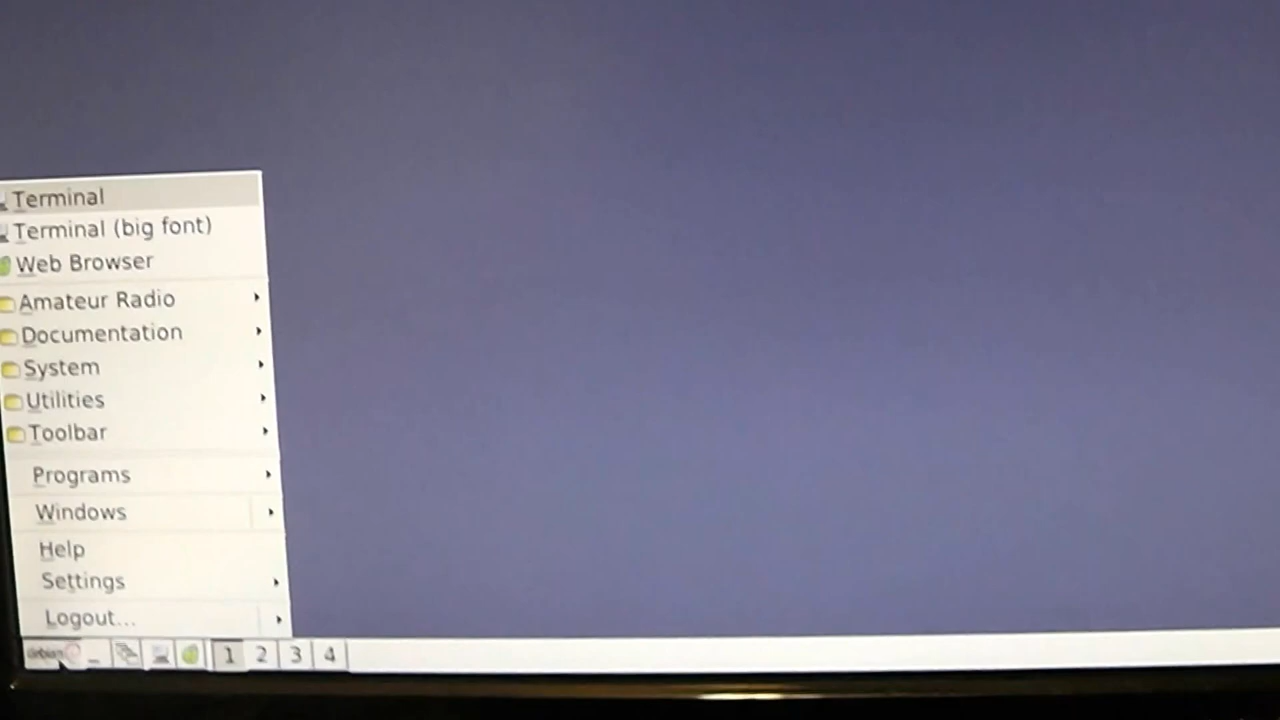 Terminal
Terminal (big font)
Web Browser
Amateur Radio
Documentation
System
Utilities
Toolbar
Programs
Windows
Help
Settings
Logout...
debian 1 2 3 4